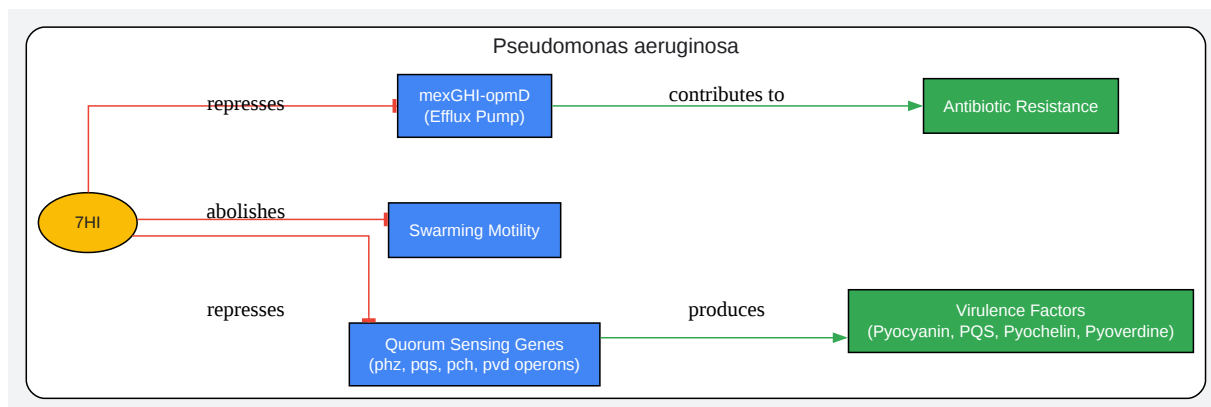 Pseudomonas aeruginosa
represses
mexGHI-opmD
(Efflux Pump)
contributes to
Antibiotic Resistance
7HI
abolishes
Swarming Motility
represses
Quorum Sensing Genes
(phz, pqs, pch, pvd operons)
produces
Virulence Factors
(Pyocyanin, PQS, Pyochelin, Pyoverdine)